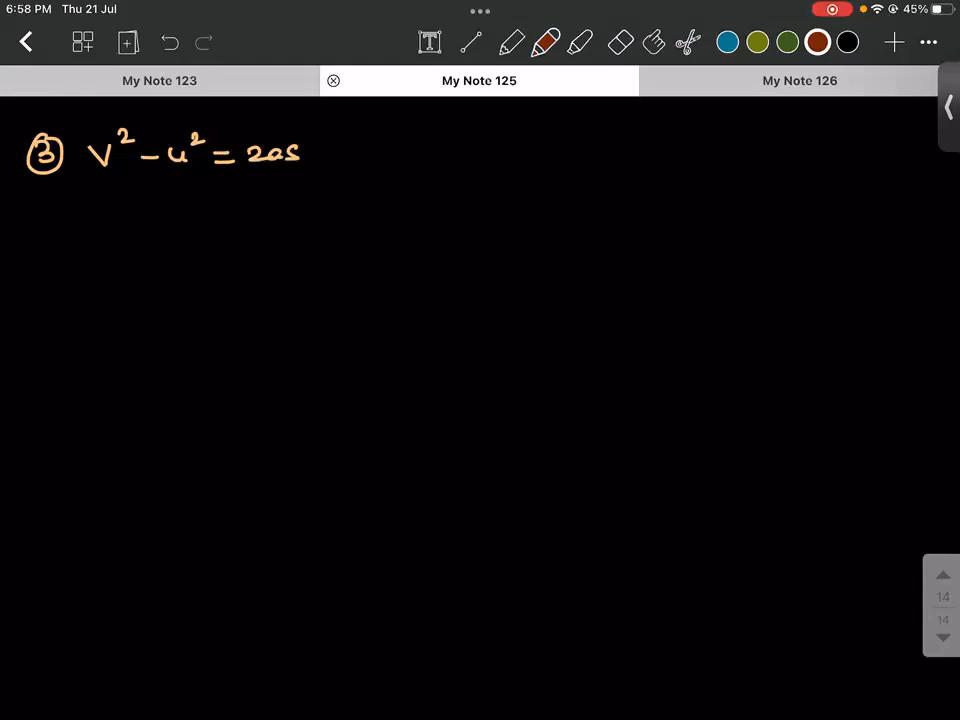 6:58 PM Thu 21 Jul
45%
T
My Note 123
My Note 125
My Note 126
③ v² - u² = 2as
14
14